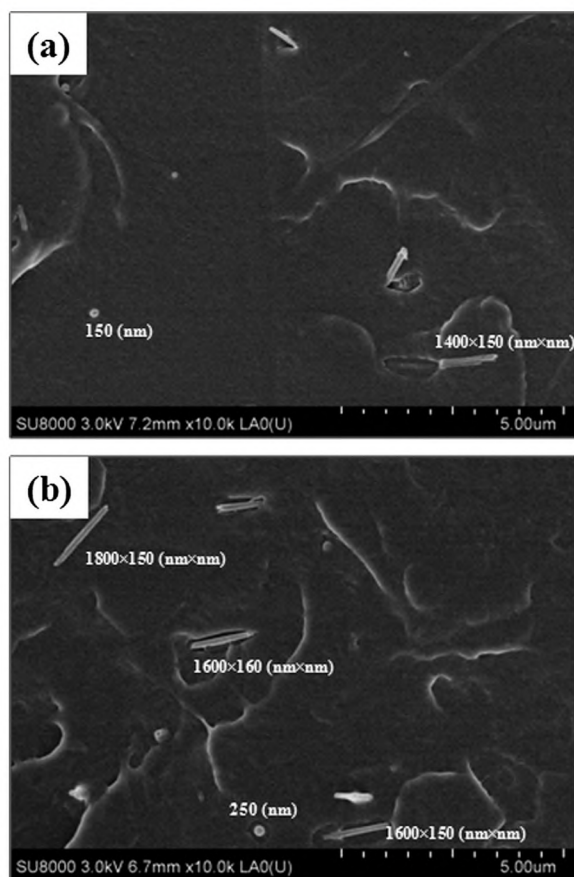 (a)
150 (nm)
1400×150 (nm×nm)
SU8000 3.0kV 7.2mm x10.0k LA0(U)
5.00um
(b)
1800×150 (nm×nm)
1600×160 (nm×nm)
250 (nm)
1600×150 (nm×nm)
SU8000 3.0kV 6.7mm x10.0k LA0(U)
5.00um